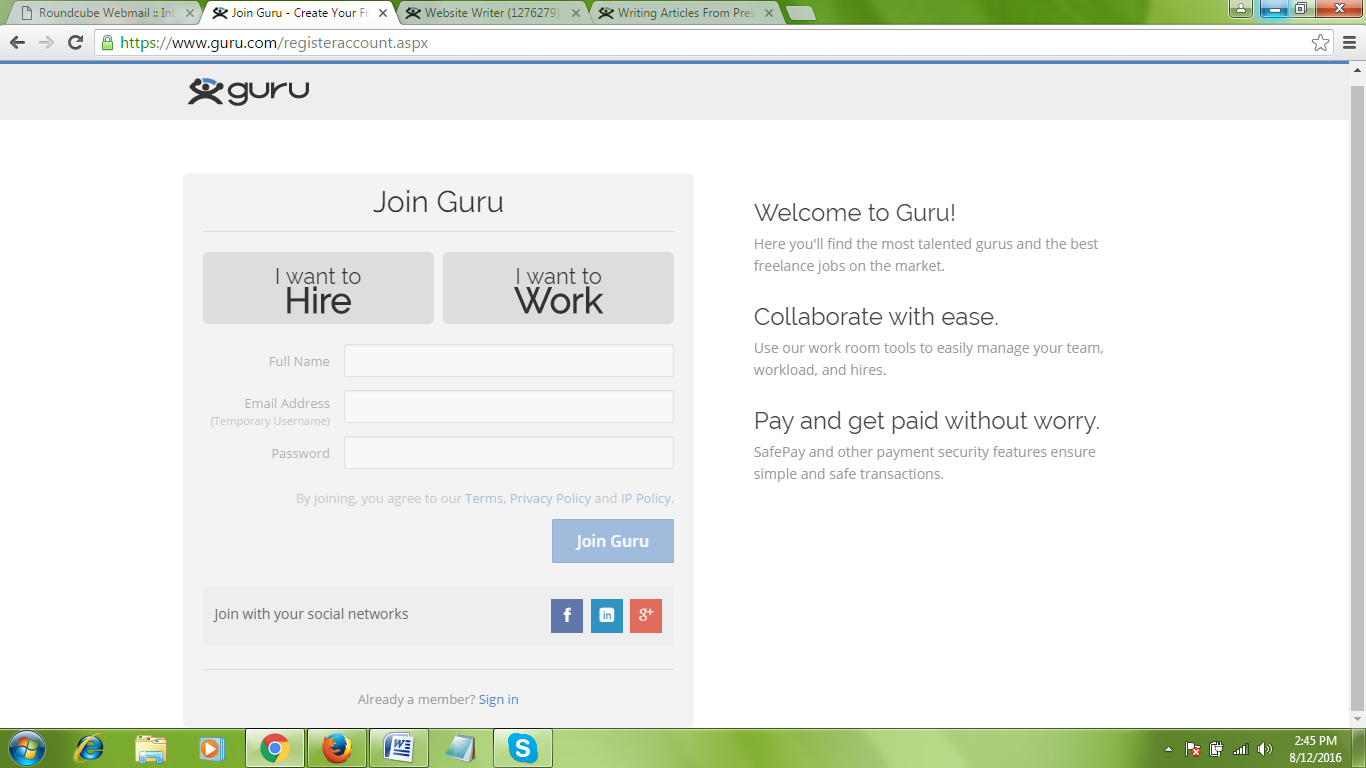 Roundcube Webmail :: Inb
Join Guru - Create Your Fr
Website Writer (1276279)
Writing Articles From Pres
https://www.guru.com/registeraccount.aspx
guru
Join Guru
I want to
Hire
I want to
Work
Full Name
Email Address
(Temporary Username)
Password
By joining, you agree to our Terms, Privacy Policy and IP Policy.
Join Guru
Join with your social networks
f
in
g+
Already a member? Sign in
Welcome to Guru!
Here you'll find the most talented gurus and the best
freelance jobs on the market.
Collaborate with ease.
Use our work room tools to easily manage your team,
workload, and hires.
Pay and get paid without worry.
SafePay and other payment security features ensure
simple and safe transactions.
2:45 PM
8/12/2016